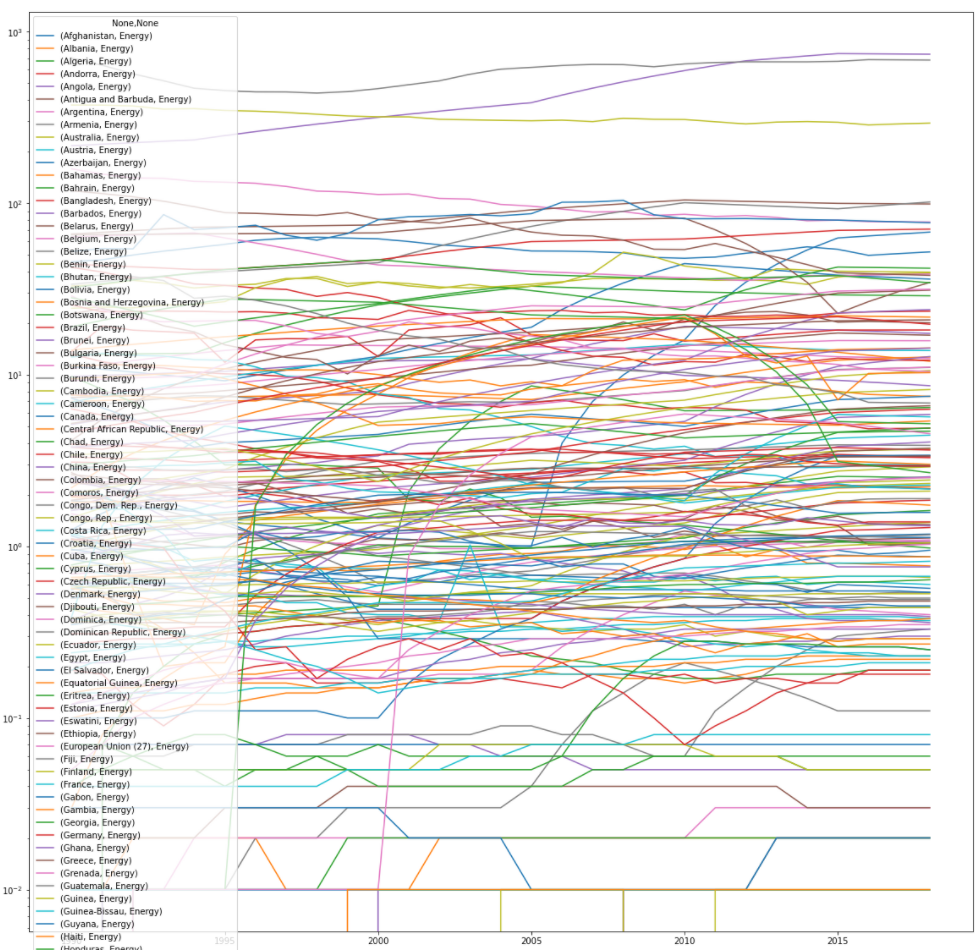 None,None
(Afghanistan, Energy)
(Albania, Energy)
(Algeria, Energy)
(Andorra, Energy)
(Angola, Energy)
(Antigua and Barbuda, Energy)
(Argentina, Energy)
(Armenia, Energy)
(Australia, Energy)
(Austria, Energy)
(Azerbaijan, Energy)
(Bahamas, Energy)
(Bahrain, Energy)
(Bangladesh, Energy)
(Barbados, Energy)
(Belarus, Energy)
(Belgium, Energy)
(Belize, Energy)
(Benin, Energy)
(Bhutan, Energy)
(Bolivia, Energy)
(Bosnia and Herzegovina, Energy)
(Botswana, Energy)
(Brazil, Energy)
(Brunei, Energy)
(Bulgaria, Energy)
(Burkina Faso, Energy)
(Burundi, Energy)
(Cambodia, Energy)
(Cameroon, Energy)
(Canada, Energy)
(Central African Republic, Energy)
(Chad, Energy)
(Chile, Energy)
(China, Energy)
(Colombia, Energy)
(Comoros, Energy)
(Congo, Dem. Rep., Energy)
(Congo, Rep., Energy)
(Costa Rica, Energy)
(Croatia, Energy)
(Cuba, Energy)
(Cyprus, Energy)
(Czech Republic, Energy)
(Denmark, Energy)
(Djibouti, Energy)
(Dominica, Energy)
(Dominican Republic, Energy)
(Ecuador, Energy)
(Egypt, Energy)
(El Salvador, Energy)
(Equatorial Guinea, Energy)
(Eritrea, Energy)
(Estonia, Energy)
(Eswatini, Energy)
(Ethiopia, Energy)
(European Union (27), Energy)
(Fiji, Energy)
(Finland, Energy)
(France, Energy)
(Gabon, Energy)
(Gambia, Energy)
(Georgia, Energy)
(Germany, Energy)
(Ghana, Energy)
(Greece, Energy)
(Grenada, Energy)
(Guatemala, Energy)
(Guinea, Energy)
(Guinea-Bissau, Energy)
(Guyana, Energy)
(Haiti, Energy)
(Honduras, Energy)
10³
10²
10¹
10⁰
10⁻¹
10⁻²
1995
2000
2005
2010
2015